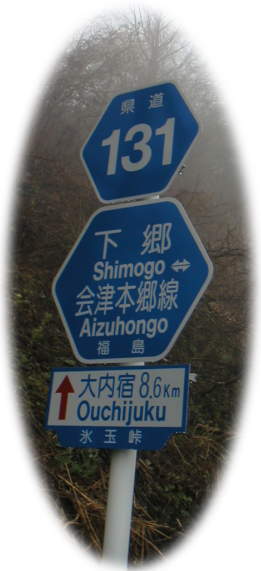 県道
131
下郷
Shimogo ⇔
会津本郷線
Aizuhongo
福島
↑ 大内宿 8.6Km
Ouchijuku
氷玉峠